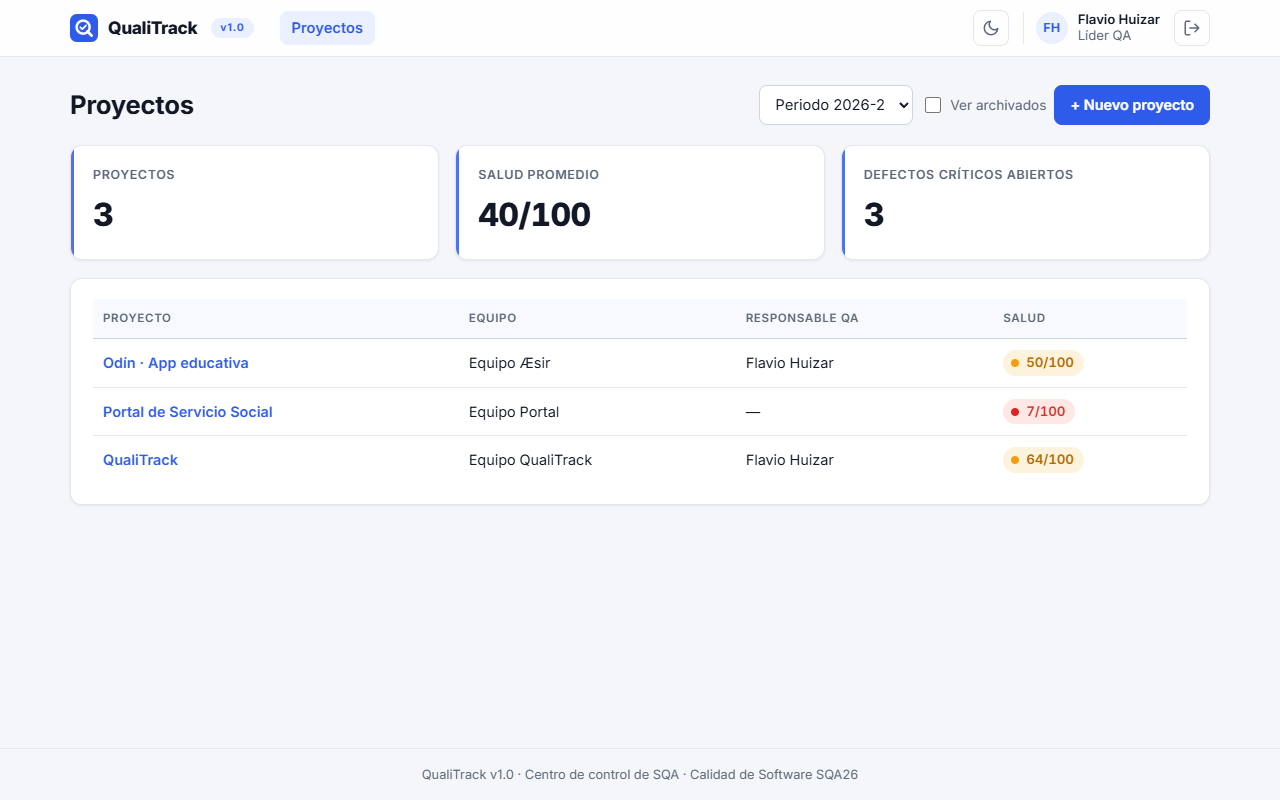 QualiTrack v1.0 Proyectos FH Flavio Huizar
Líder QA
Proyectos Periodo 2026-2 Ver archivados + Nuevo proyecto
PROYECTOS SALUD PROMEDIO DEFECTOS CRÍTICOS ABIERTOS
3 40/100 3
PROYECTO EQUIPO RESPONSABLE QA SALUD
Odín · App educativa Equipo Æsir Flavio Huizar 50/100
Portal de Servicio Social Equipo Portal — 7/100
QualiTrack Equipo QualiTrack Flavio Huizar 64/100
QualiTrack v1.0 · Centro de control de SQA · Calidad de Software SQA26